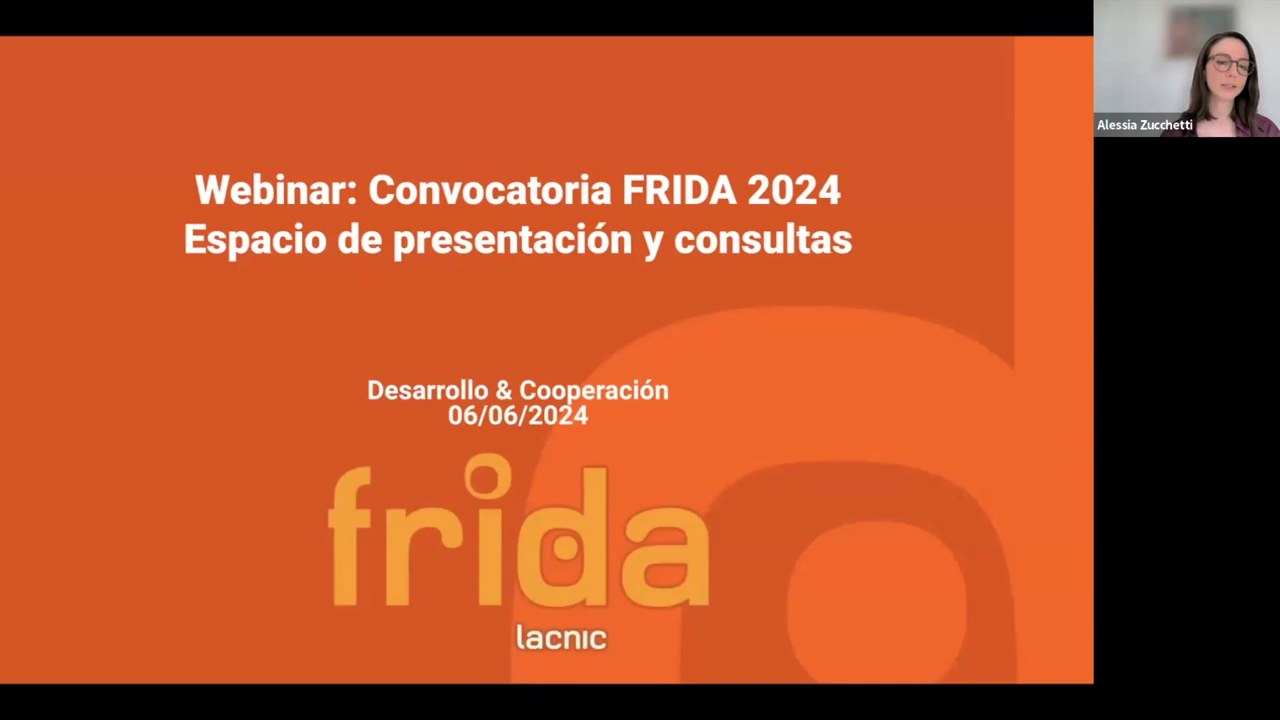 Webinar: Convocatoria FRIDA 2024
Espacio de presentación y consultas
Desarrollo & Cooperación
06/06/2024
frida
lacnic
Alessia Zucchetti